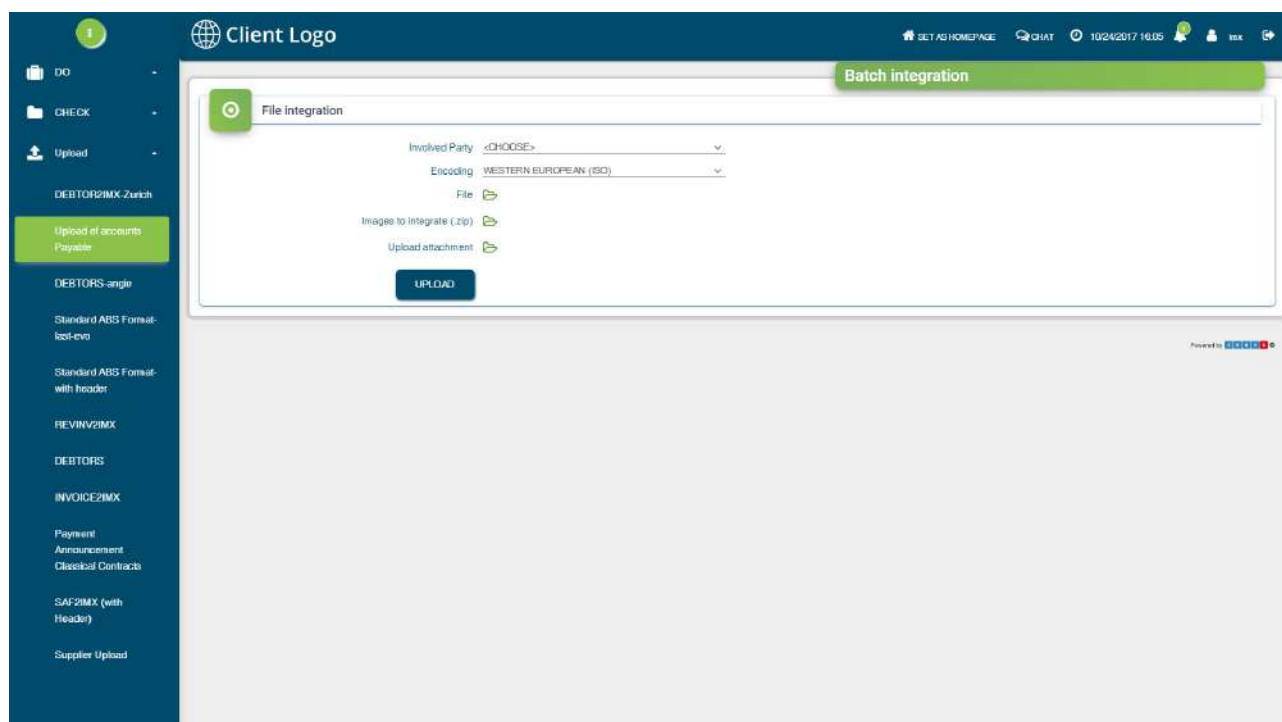 Client Logo
SET AS HOMEPAGE
CHAT
10/24/2017 16:05
imx
DO
CHECK
Upload
DEBTOR2IMX-Zurich
Upload of accounts
Payable
DEBTORS-angie
Standard ABS Format-
last-evo
Standard ABS Format-
with header
REVINV2IMX
DEBTORS
INVOICE2IMX
Payment
Announcement
Classical Contracts
SAF2IMX (with
Header)
Supplier Upload
Batch integration
File integration
Involved Party <CHOOSE>
Encoding WESTERN EUROPEAN (ISO)
File
Images to integrate (.zip)
Upload attachment
UPLOAD
Powered by